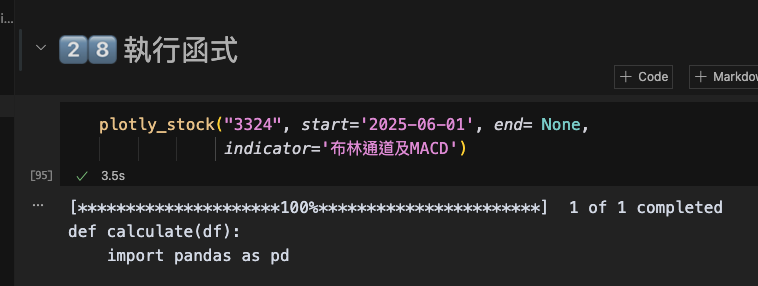 i...
28 執行函式
+ Code + Markdow
plotly_stock("3324", start='2025-06-01', end= None,
indicator='布林通道及MACD')
[95] ✓ 3.5s
...
[*********************100%***********************] 1 of 1 completed
def calculate(df):
import pandas as pd